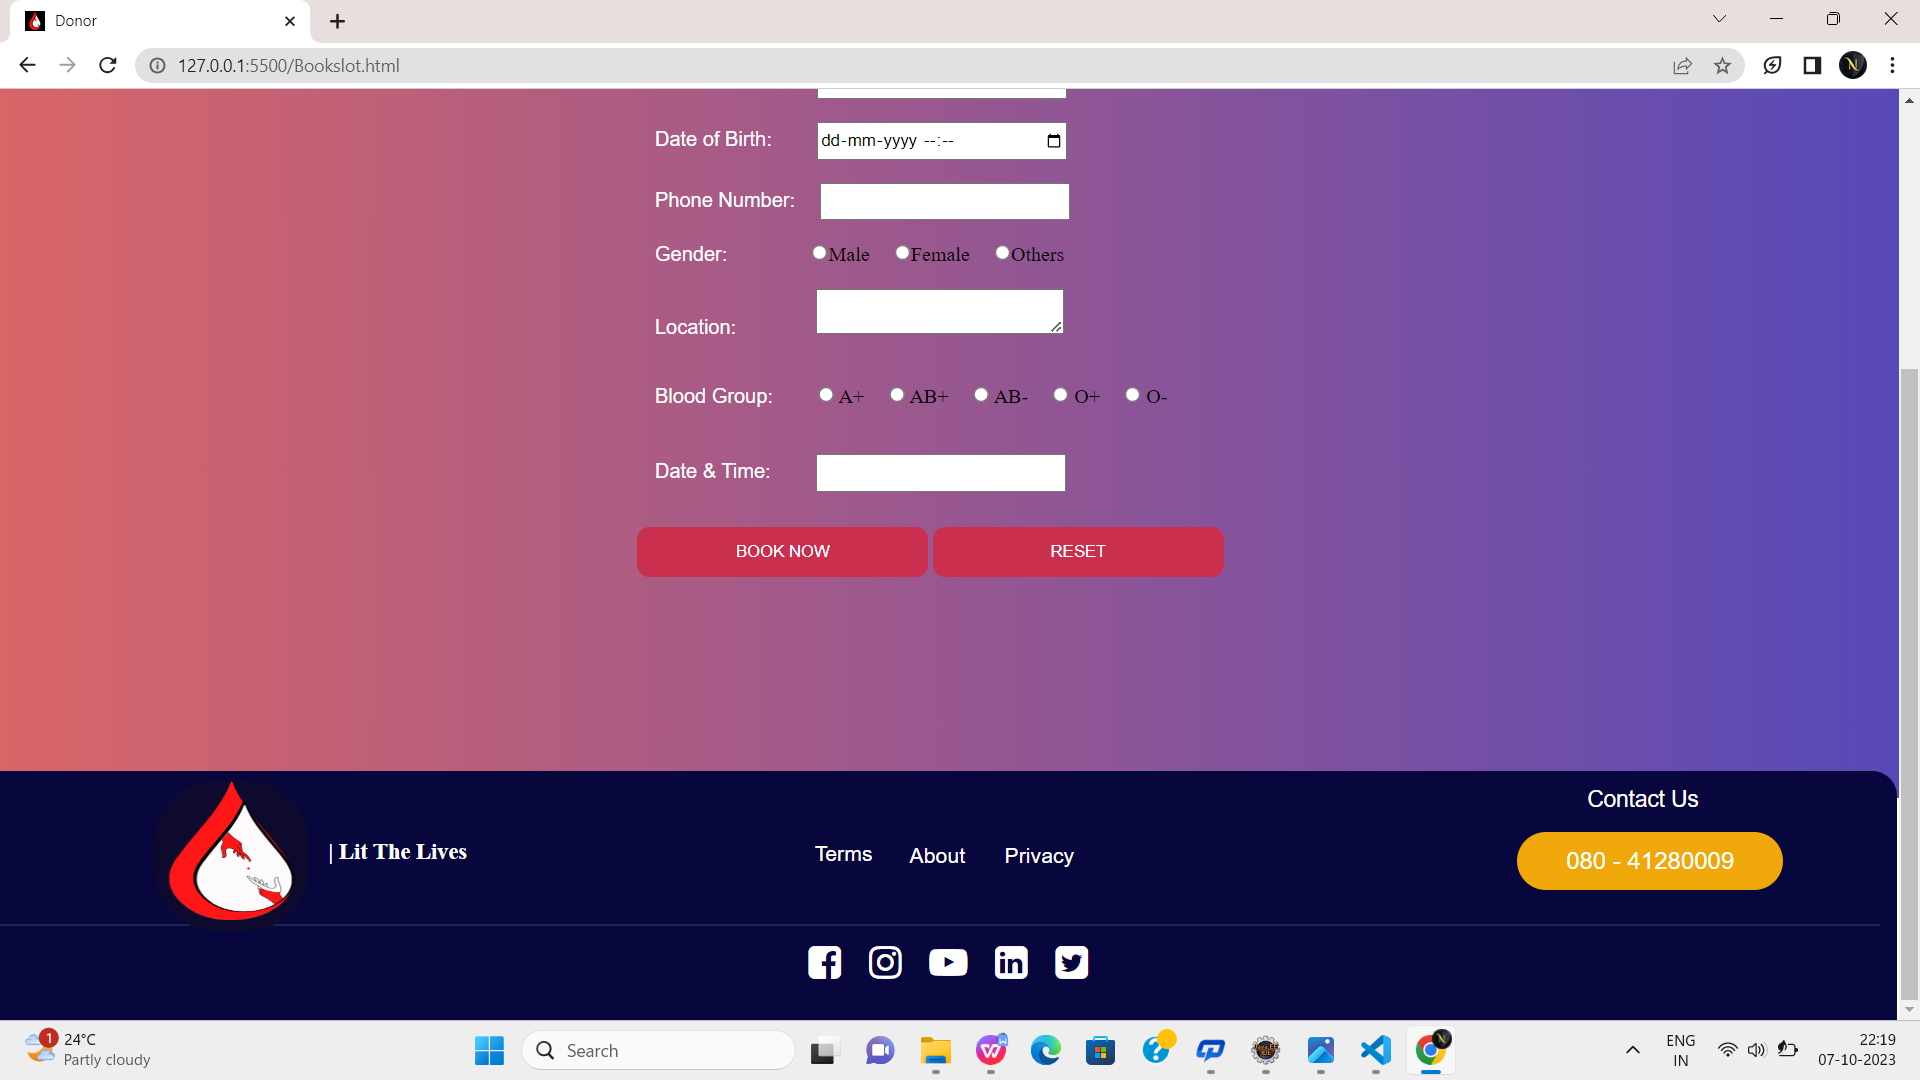 Donor
127.0.0.1:5500/Bookslot.html
N
Date of Birth: dd-mm-yyyy --:--
Phone Number:
Gender: Male Female Others
Location:
Blood Group: A+ AB+ AB- O+ O-
Date & Time:
BOOK NOW RESET
Contact Us
| Lit The Lives
Terms About Privacy
080 - 41280009
1 24°C
Partly cloudy
Search
ENG
IN
22:19
07-10-2023